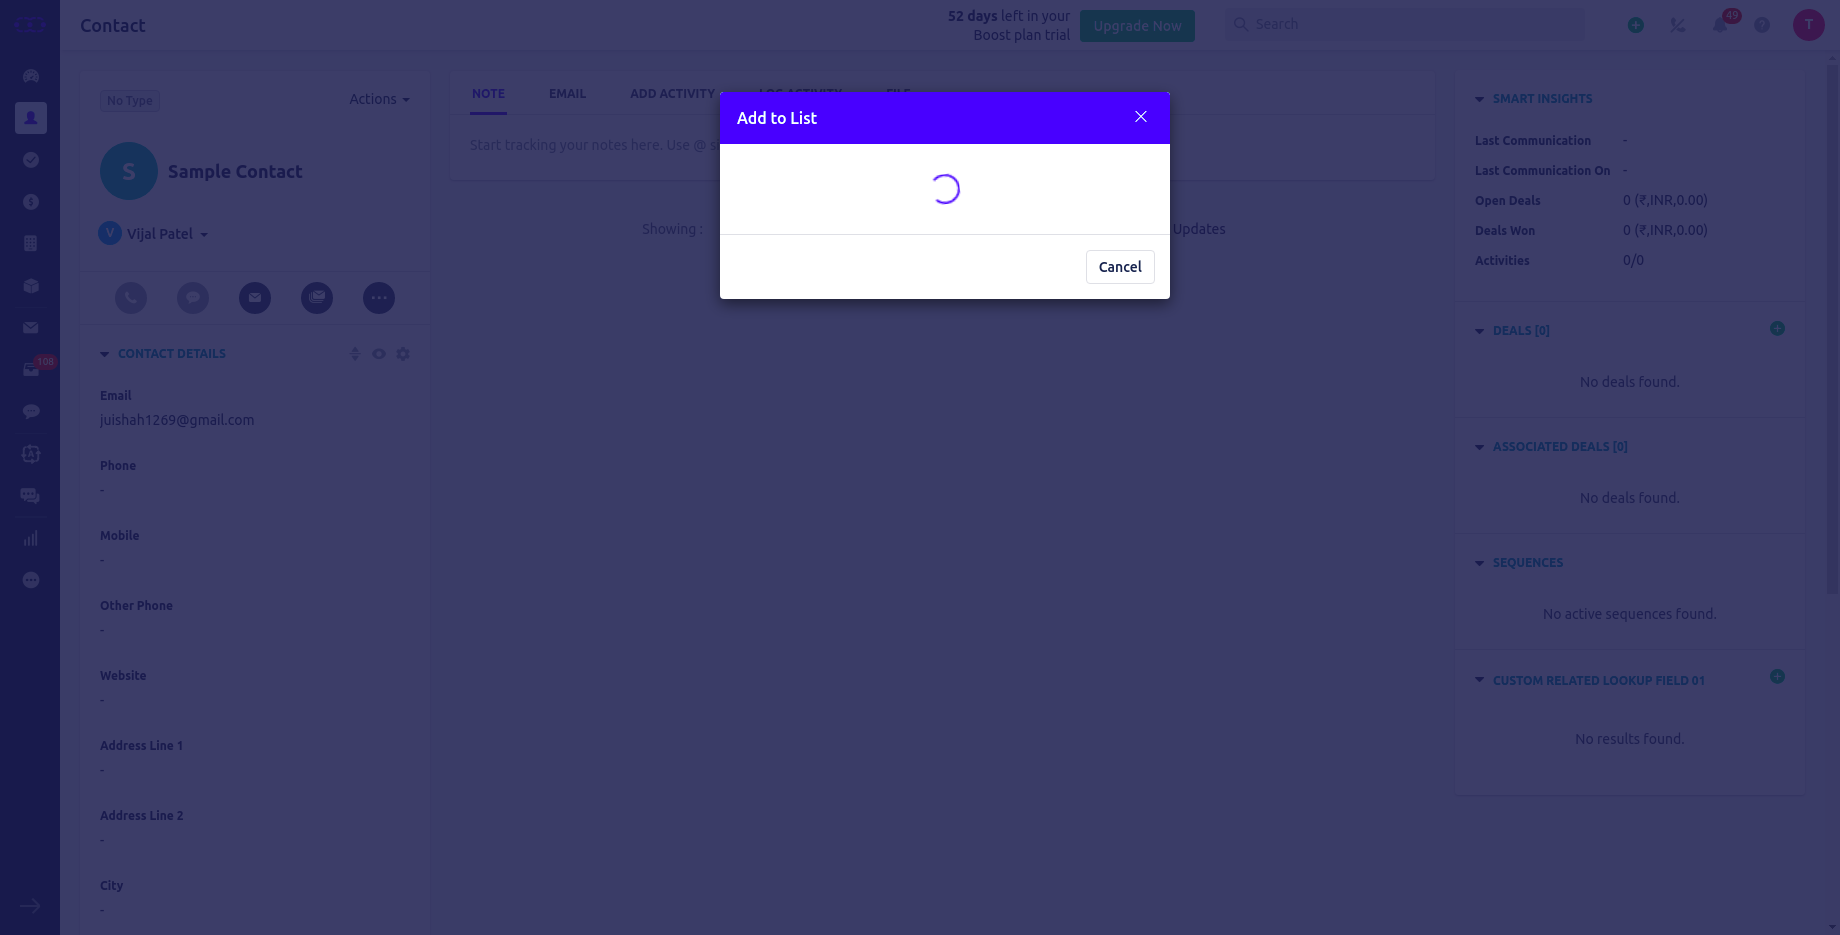 Contact
52 days left in your
Boost plan trial
Upgrade Now
Search
49
?
T
108
No Type
Actions
S
Sample Contact
V
Vijal Patel
CONTACT DETAILS
Email
juishah1269@gmail.com
Phone
-
Mobile
-
Other Phone
-
Website
-
Address Line 1
-
Address Line 2
-
City
-
NOTE EMAIL ADD ACTIVITY LOG ACTIVITY FILE
Start tracking your notes here. Use @
Showing : Updates
Add to List
Cancel
SMART INSIGHTS
Last Communication -
Last Communication On -
Open Deals 0 (₹,INR,0.00)
Deals Won 0 (₹,INR,0.00)
Activities 0/0
DEALS [0]
No deals found.
ASSOCIATED DEALS [0]
No deals found.
SEQUENCES
No active sequences found.
CUSTOM RELATED LOOKUP FIELD 01
No results found.